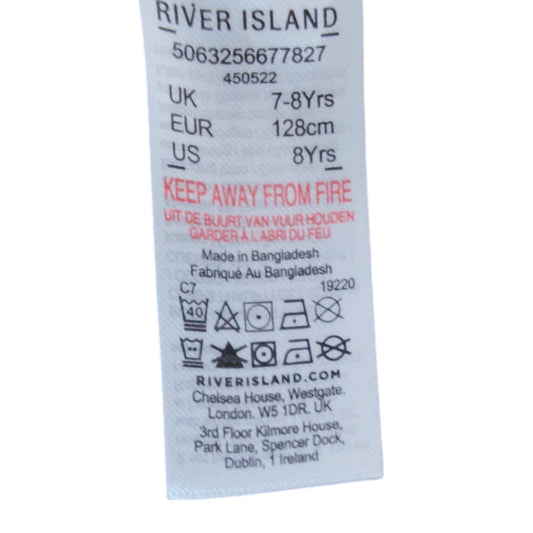 RIVER ISLAND
5063256677827
450522
UK 7-8Yrs
EUR 128cm
US 8Yrs
KEEP AWAY FROM FIRE
UIT DE BUURT VAN VUUR HOUDEN
GARDER À L'ABRI DU FEU
Made in Bangladesh
Fabriqué Au Bangladesh
C7 19220
40
RIVERISLAND.COM
Chelsea House, Westgate.
London. W5 1DR. UK
3rd Floor Kilmore House,
Park Lane, Spencer Dock,
Dublin, 1 Ireland